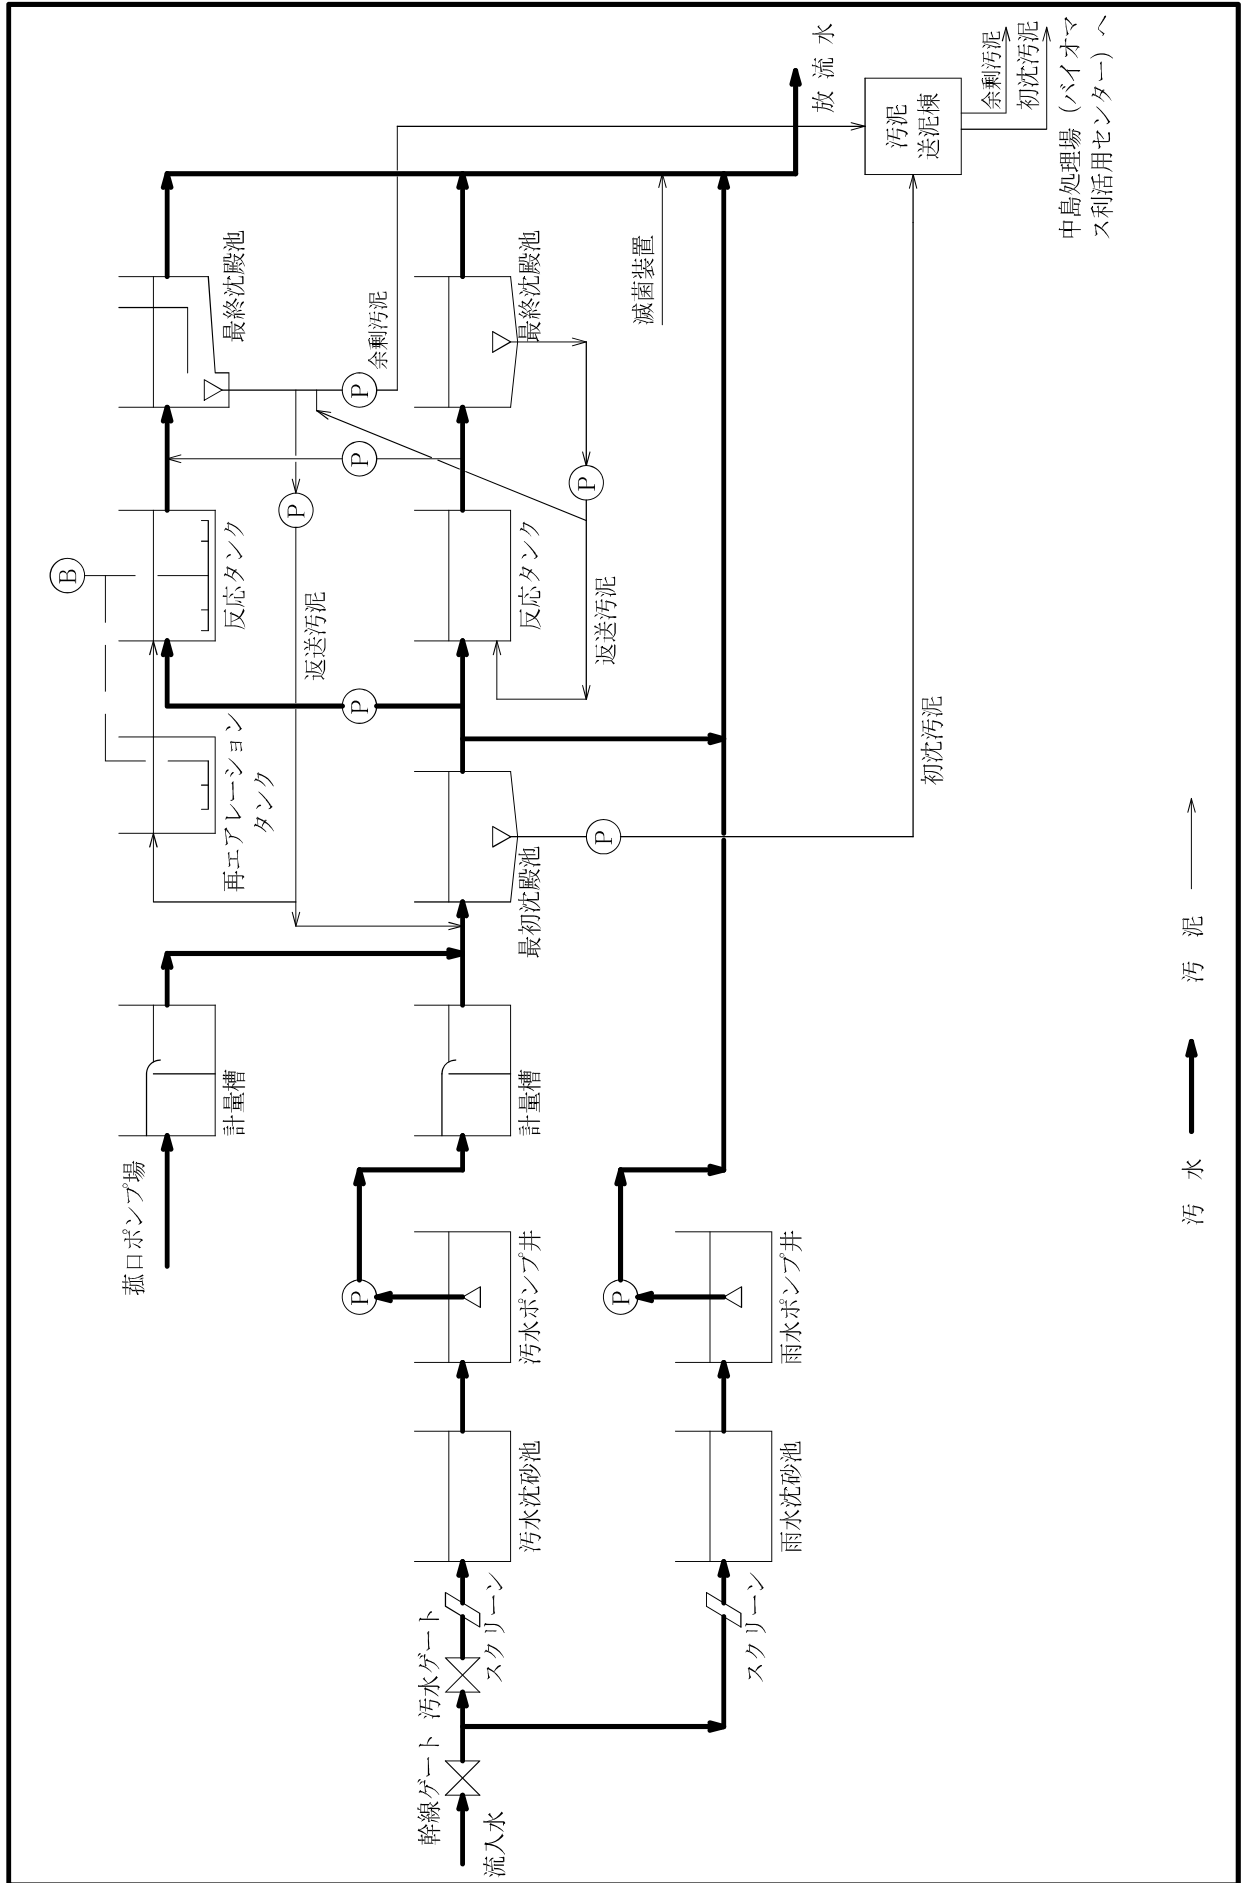 流入水
幹線ゲート
汚水ゲート
スクリーン
汚水沈砂池
汚水ポンプ井
P
計量槽
菰口ポンプ場
計量槽
最初沈殿池
P
初沈汚泥
再エアレーション
タンク
B
P
反応タンク
反応タンク
返送汚泥
返送汚泥
P
P
P
P
余剰汚泥
最終沈殿池
最終沈殿池
滅菌装置
スクリーン
雨水沈砂池
雨水ポンプ井
P
放流水
汚泥
送泥棟
余剰汚泥
初沈汚泥
中島処理場（バイオマ
ス利活用センター）へ
汚　水
汚　泥